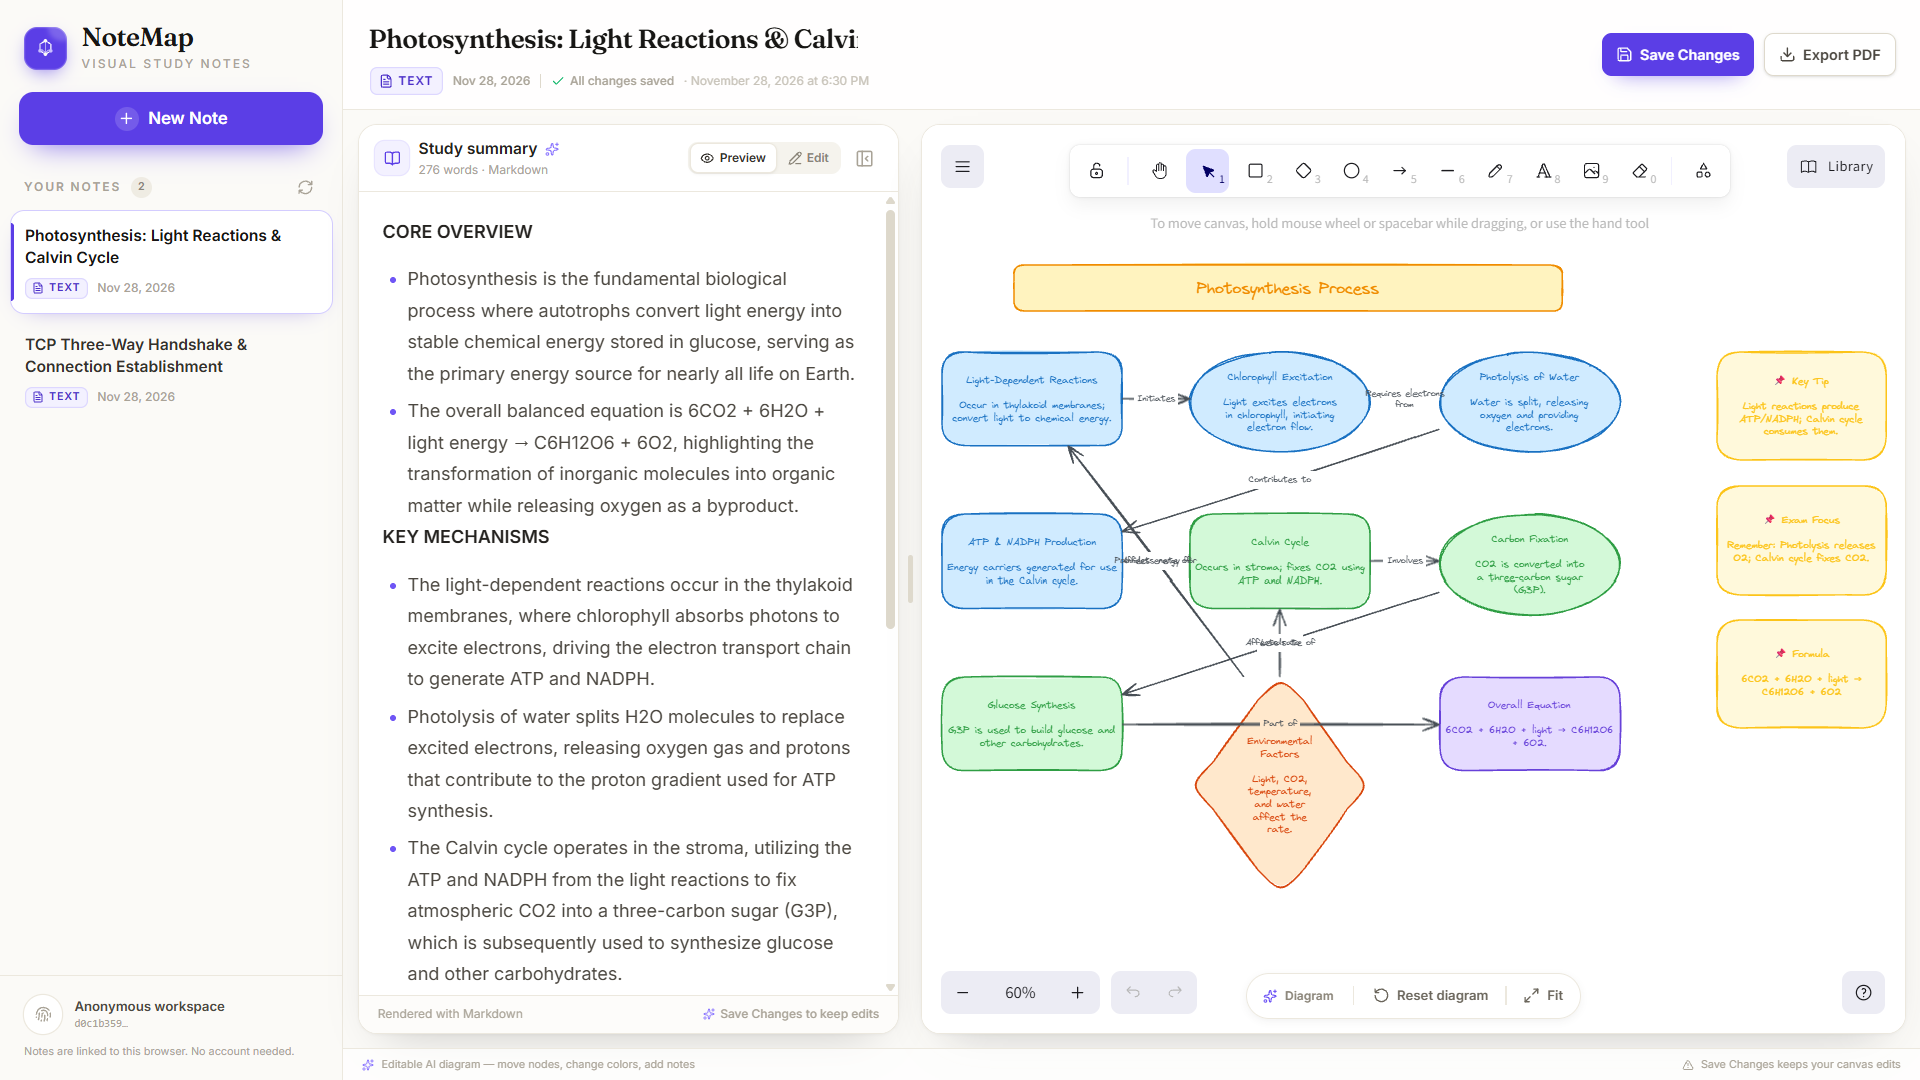 NoteMap
VISUAL STUDY NOTES
New Note
YOUR NOTES 2
Photosynthesis: Light Reactions &
Calvin Cycle
TEXT Nov 28, 2026
TCP Three-Way Handshake &
Connection Establishment
TEXT Nov 28, 2026
Anonymous workspace
d0c1b359…
Notes are linked to this browser. No account needed.
Photosynthesis: Light Reactions & Calvi
TEXT Nov 28, 2026 All changes saved · November 28, 2026 at 6:30 PM
Save Changes
Export PDF
Study summary
276 words · Markdown
Preview
Edit
CORE OVERVIEW
Photosynthesis is the fundamental biological
process where autotrophs convert light energy into
stable chemical energy stored in glucose, serving as
the primary energy source for nearly all life on Earth.
The overall balanced equation is 6CO2 + 6H2O +
light energy → C6H12O6 + 6O2, highlighting the
transformation of inorganic molecules into organic
matter while releasing oxygen as a byproduct.
KEY MECHANISMS
The light-dependent reactions occur in the thylakoid
membranes, where chlorophyll absorbs photons to
excite electrons, driving the electron transport chain
to generate ATP and NADPH.
Photolysis of water splits H2O molecules to replace
excited electrons, releasing oxygen gas and protons
that contribute to the proton gradient used for ATP
synthesis.
The Calvin cycle operates in the stroma, utilizing the
ATP and NADPH from the light reactions to fix
atmospheric CO2 into a three-carbon sugar (G3P),
which is subsequently used to synthesize glucose
and other carbohydrates.
Rendered with Markdown
Save Changes to keep edits
1 2 3 4 5 6 7 8 9 0
Library
To move canvas, hold mouse wheel or spacebar while dragging, or use the hand tool
Photosynthesis Process
Light-Dependent Reactions
Occur in thylakoid membranes;
convert light to chemical energy.
Initiates
Chlorophyll Excitation
Light excites electrons
in chlorophyll, initiating
electron flow.
Requires electrons
from
Photolysis of Water
Water is split, releasing
oxygen and providing
electrons.
📌 Key Tip
Light reactions produce
ATP/NADPH; Calvin cycle
consumes them.
Contributes to
ATP & NADPH Production
Energy carriers generated for use
in the Calvin cycle.
Calvin Cycle
Occurs in stroma; fixes CO2 using
ATP and NADPH.
Involves
Carbon Fixation
CO2 is converted into
a three-carbon sugar
(G3P).
📌 Exam Focus
Remember: Photolysis releases
O2; Calvin cycle fixes CO2.
Glucose Synthesis
G3P is used to build glucose and
other carbohydrates.
Part of
Environmental
Factors
Light, CO2,
temperature,
and water
affect the
rate.
Overall Equation
6CO2 + 6H2O + light → C6H12O6
+ 6O2.
📌 Formula
6CO2 + 6H2O + light →
C6H12O6 + 6O2
60%
Diagram
Reset diagram
Fit
Editable AI diagram — move nodes, change colors, add notes
Save Changes keeps your canvas edits